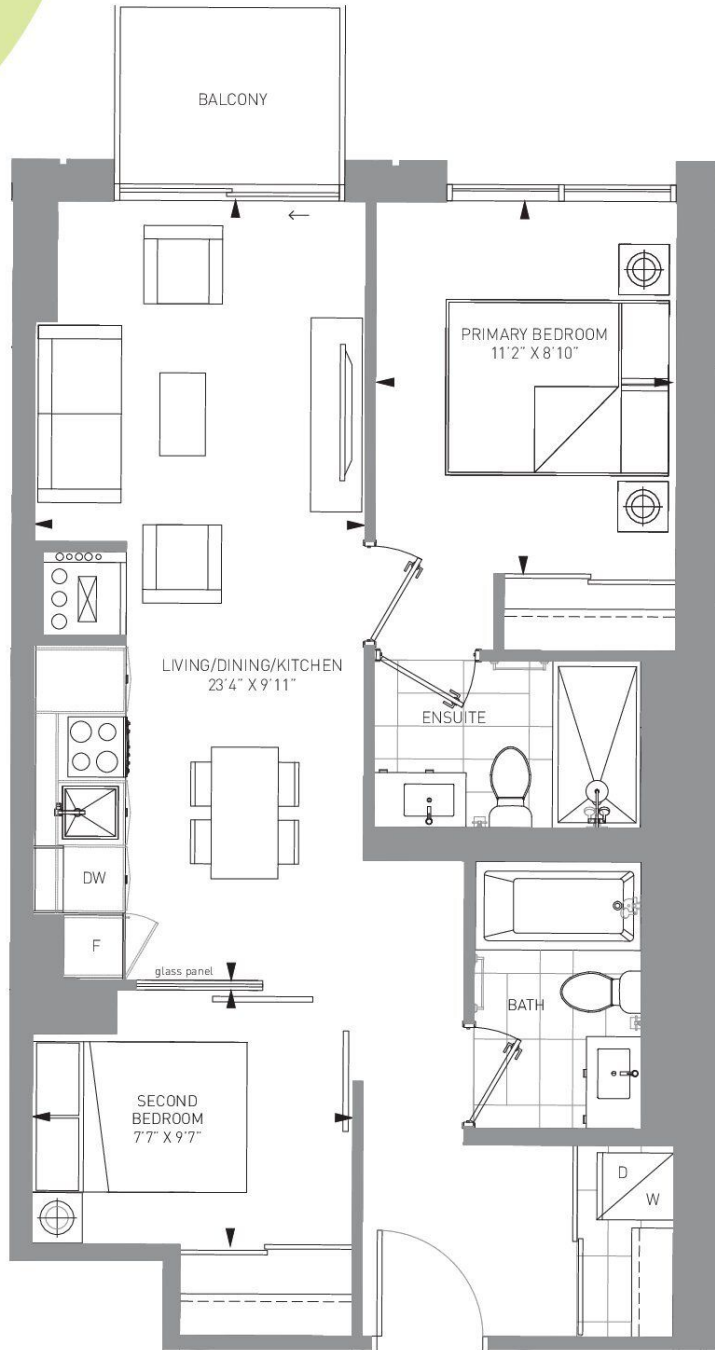 BALCONY
PRIMARY BEDROOM
11'2" X 8'10"
LIVING/DINING/KITCHEN
23'4" X 9'11"
ENSUITE
DW
F
glass panel
BATH
SECOND
BEDROOM
7'7" X 9'7"
D
W